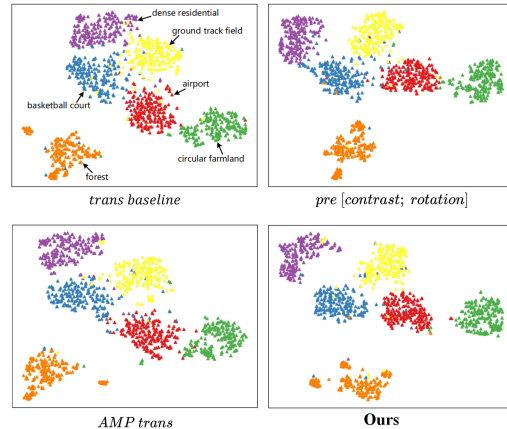 dense residential
ground track field
airport
basketball court
circular farmland
forest
trans baseline
pre [contrast; rotation]
AMP trans
Ours